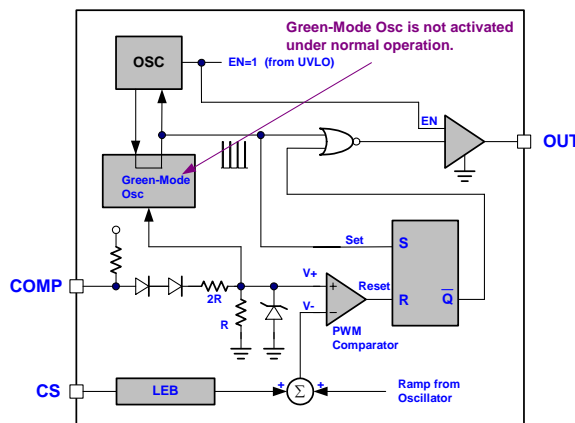 Green-Mode Osc is not activated
under normal operation.
OSC
EN=1 (from UVLO)
EN
OUT
Green-Mode
Osc
Set
S
COMP
2R
V+
+
Reset
R
Q
R
V-
−
PWM
Comparator
CS
LEB
+
Σ
+
Ramp from
Oscillator